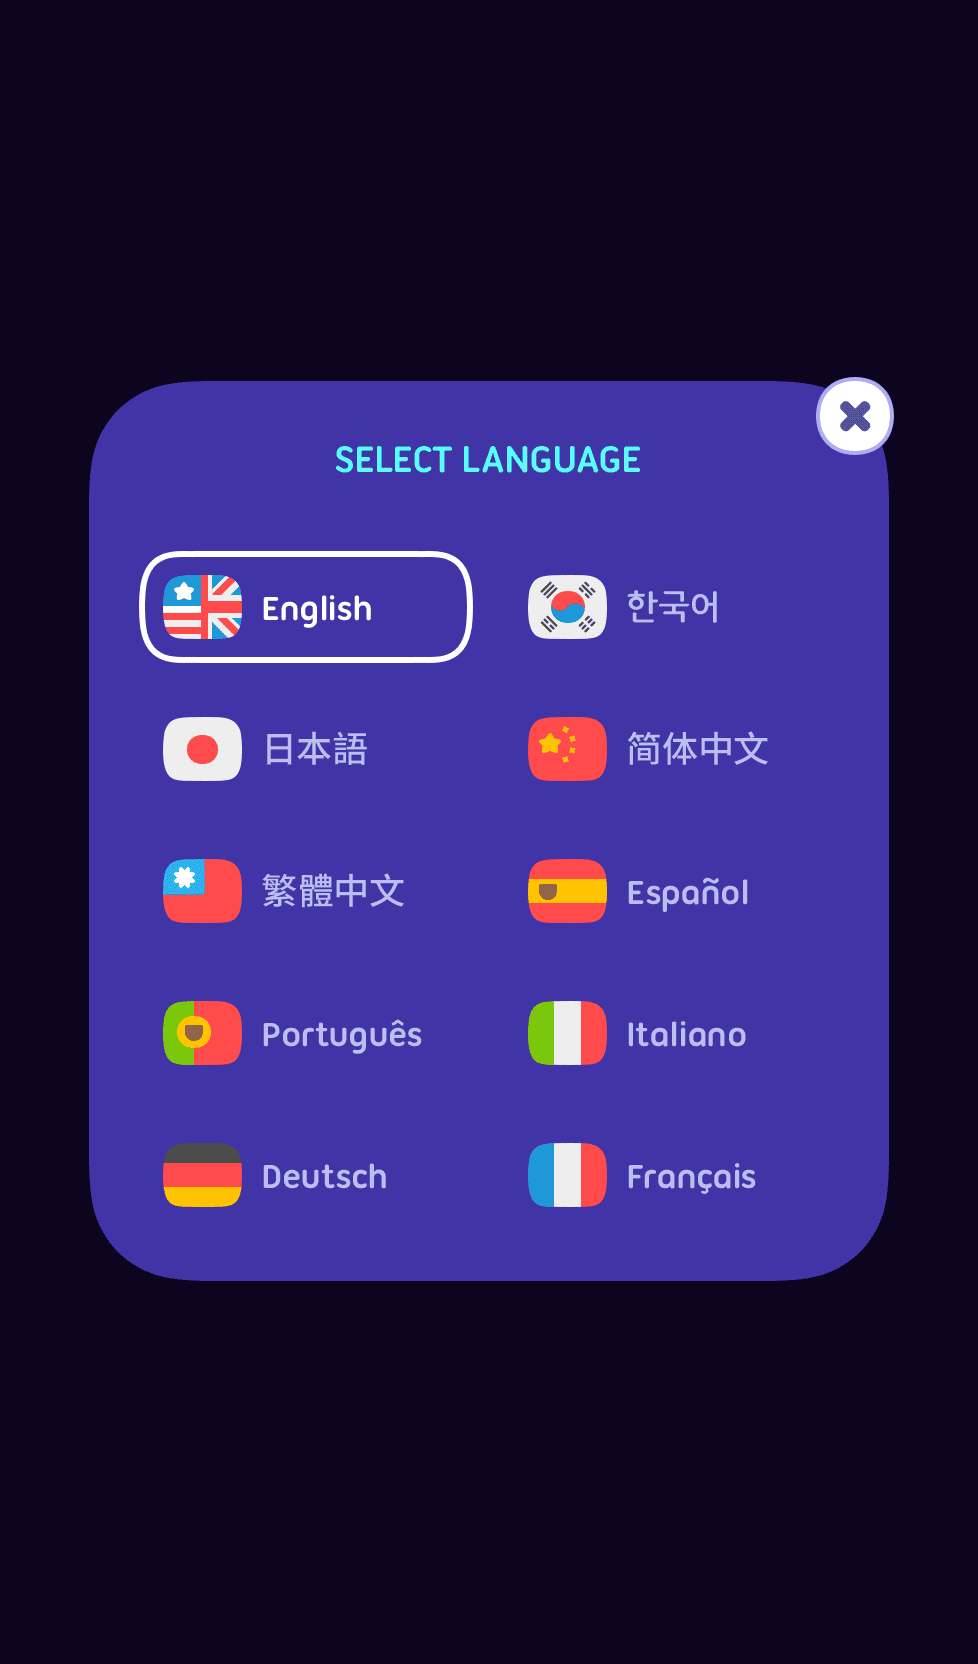 SELECT LANGUAGE
English
한국어
日本語
简体中文
繁體中文
Español
Português
Italiano
Deutsch
Français